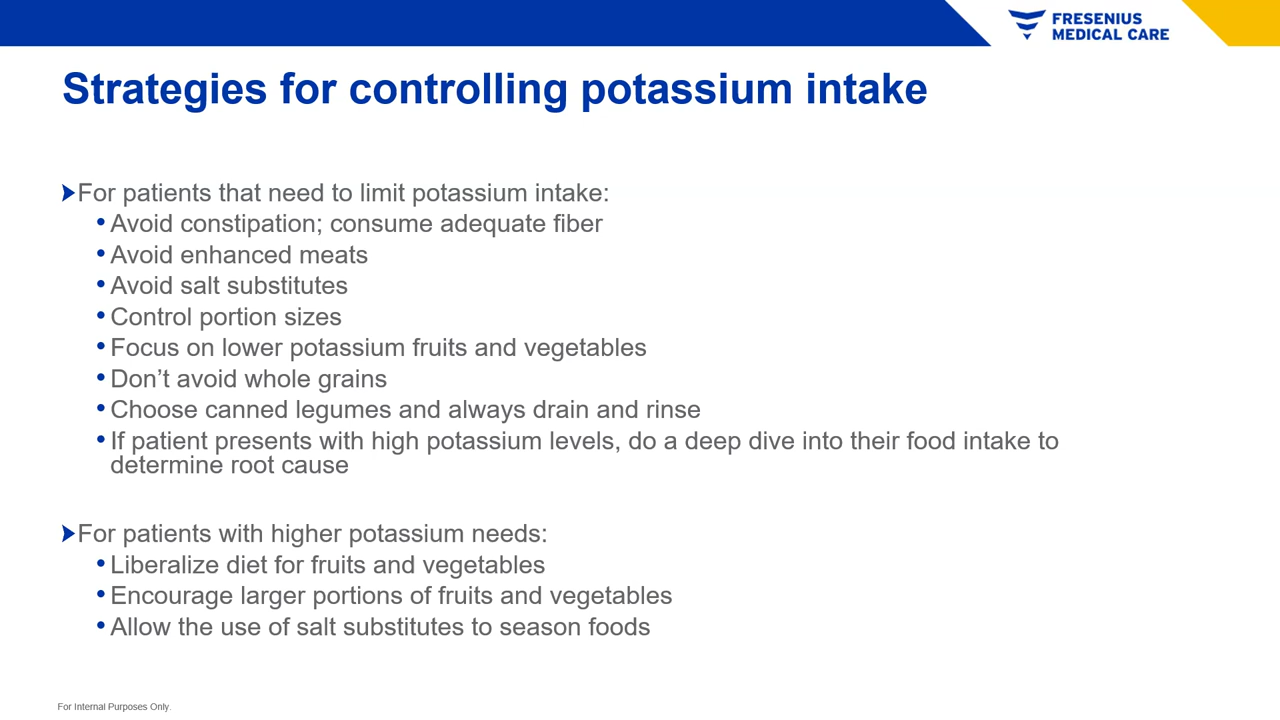 FRESENIUS
MEDICAL CARE
Strategies for controlling potassium intake
For patients that need to limit potassium intake:
• Avoid constipation; consume adequate fiber
• Avoid enhanced meats
• Avoid salt substitutes
• Control portion sizes
• Focus on lower potassium fruits and vegetables
• Don’t avoid whole grains
• Choose canned legumes and always drain and rinse
• If patient presents with high potassium levels, do a deep dive into their food intake to
determine root cause
For patients with higher potassium needs:
• Liberalize diet for fruits and vegetables
• Encourage larger portions of fruits and vegetables
• Allow the use of salt substitutes to season foods
For Internal Purposes Only.